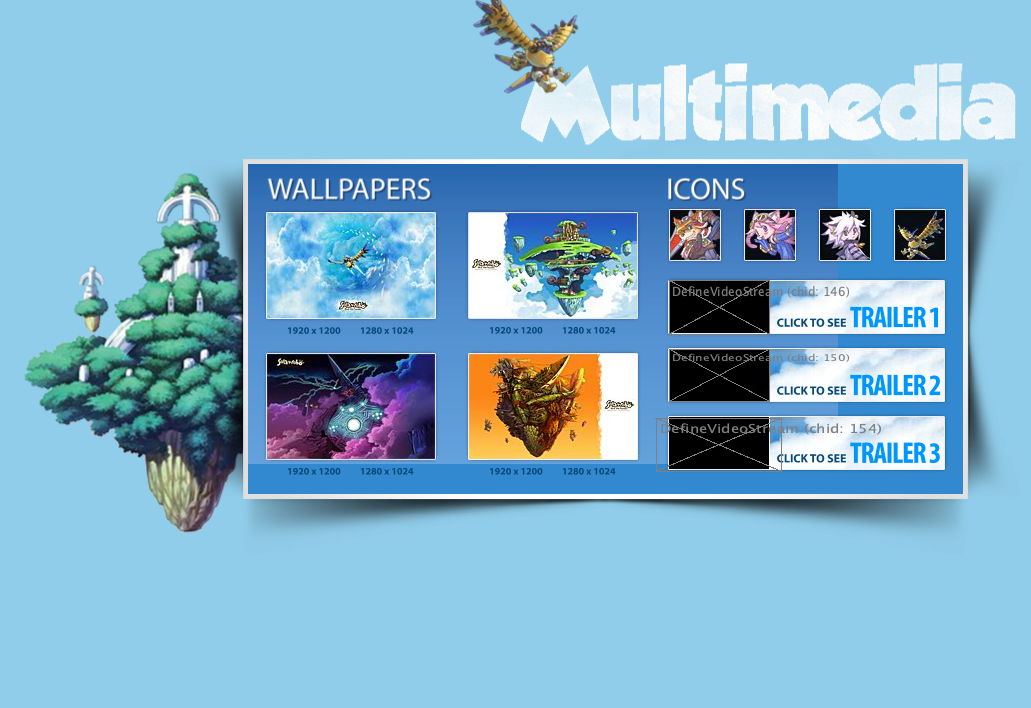 Multimedia
WALLPAPERS
ICONS
1920 x 1200 1280 x 1024
1920 x 1200 1280 x 1024
1920 x 1200 1280 x 1024
1920 x 1200 1280 x 1024
DefineVideoStream (chid: 146)
CLICK TO SEE TRAILER 1
DefineVideoStream (chid: 150)
CLICK TO SEE TRAILER 2
DefineVideoStream (chid: 154)
CLICK TO SEE TRAILER 3